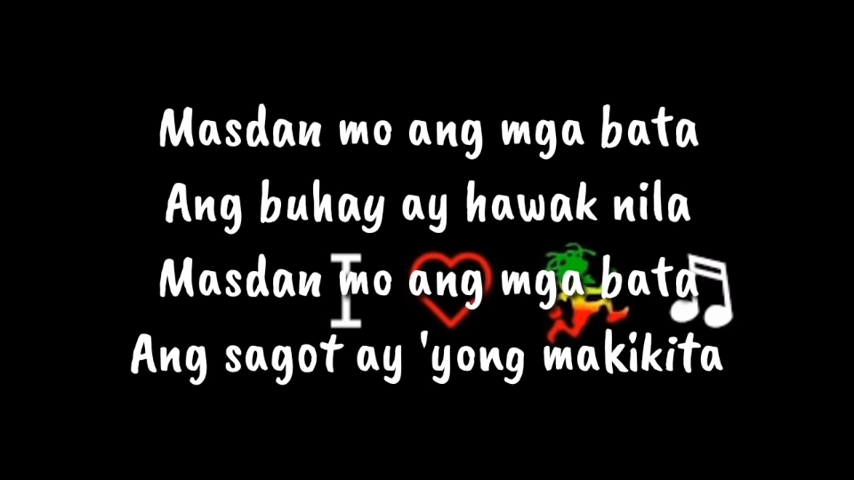 Masdan mo ang mga bata
Ang buhay ay hawak nila
Masdan mo ang mga bata
I
Ang sagot ay 'yong makikita